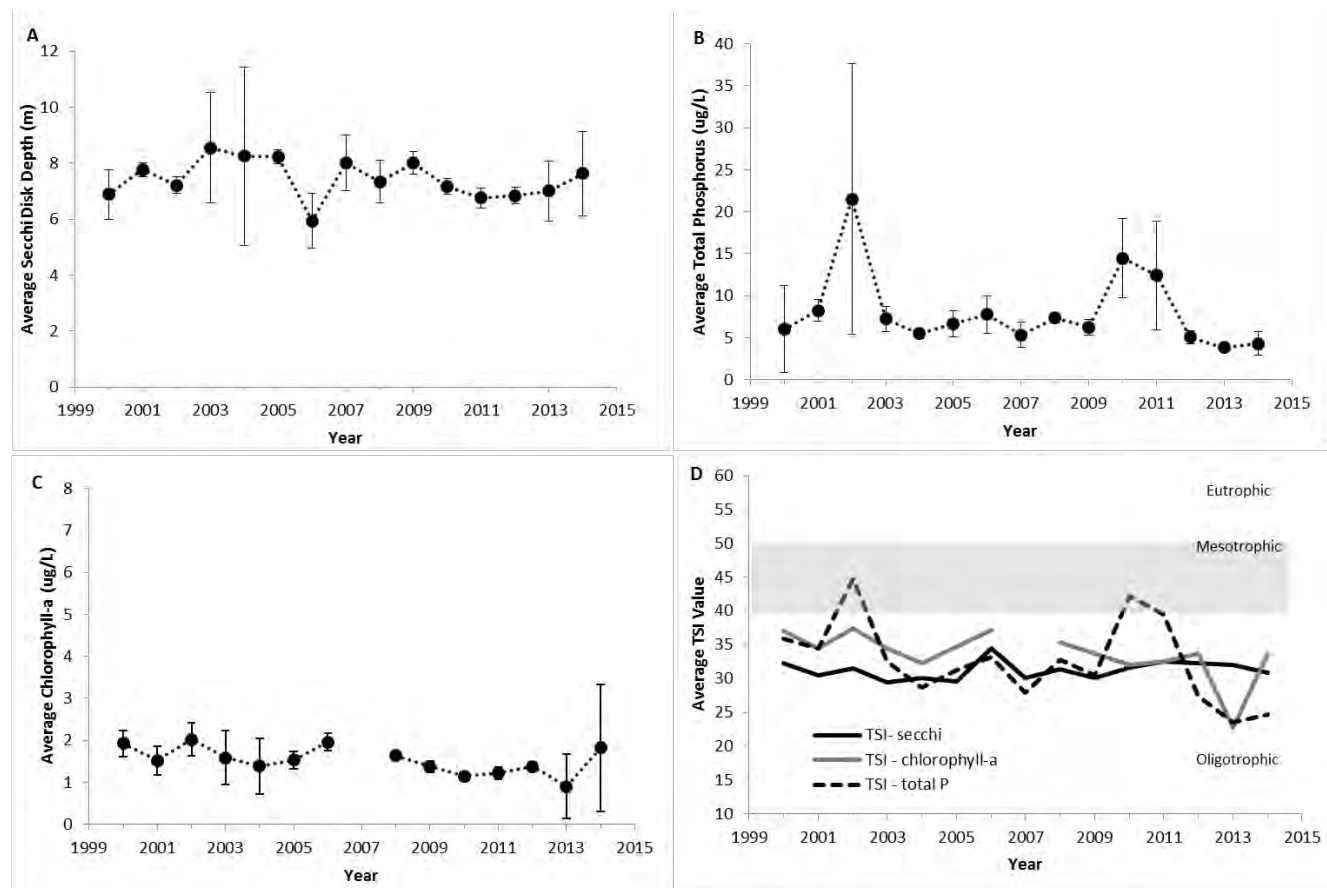 A
Average Secchi Disk Depth (m)
12
10
8
6
4
2
0
1999 2001 2003 2005 2007 2009 2011 2013 2015
Year
B
Average Total Phosphorus (ug/L)
40
35
30
25
20
15
10
5
0
1999 2001 2003 2005 2007 2009 2011 2013 2015
Year
C
Average Chlorophyll-a (ug/L)
8
7
6
5
4
3
2
1
0
1999 2001 2003 2005 2007 2009 2011 2013 2015
Year
D
Average TSI Value
60
55
50
45
40
35
30
25
20
15
10
Eutrophic
Mesotrophic
Oligotrophic
TSI- secchi
TSI - chlorophyll-a
TSI - total P
1999 2001 2003 2005 2007 2009 2011 2013 2015
Year